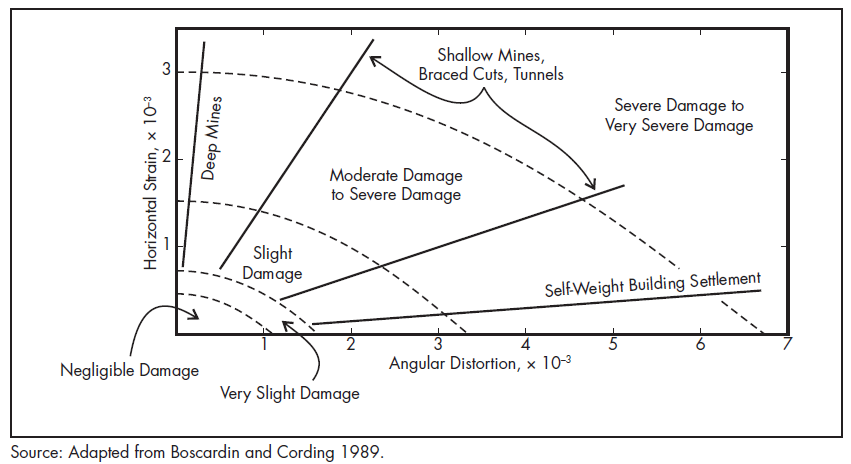 Shallow Mines,
Braced Cuts, Tunnels
Severe Damage to
Very Severe Damage
Deep Mines
Moderate Damage
to Severe Damage
Slight
Damage
Self-Weight Building Settlement
Horizontal Strain, × 10⁻³
3
2
1
1 2 3 4 5 6 7
Angular Distortion, × 10⁻³
Negligible Damage
Very Slight Damage
Source: Adapted from Boscardin and Cording 1989.